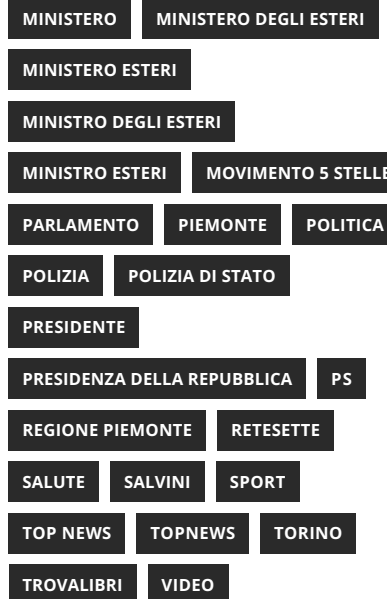 MINISTERO MINISTERO DEGLI ESTERI
MINISTERO ESTERI
MINISTRO DEGLI ESTERI
MINISTRO ESTERI MOVIMENTO 5 STELLE
PARLAMENTO PIEMONTE POLITICA
POLIZIA POLIZIA DI STATO
PRESIDENTE
PRESIDENZA DELLA REPUBBLICA PS
REGIONE PIEMONTE RETESETTE
SALUTE SALVINI SPORT
TOP NEWS TOPNEWS TORINO
TROVALIBRI VIDEO